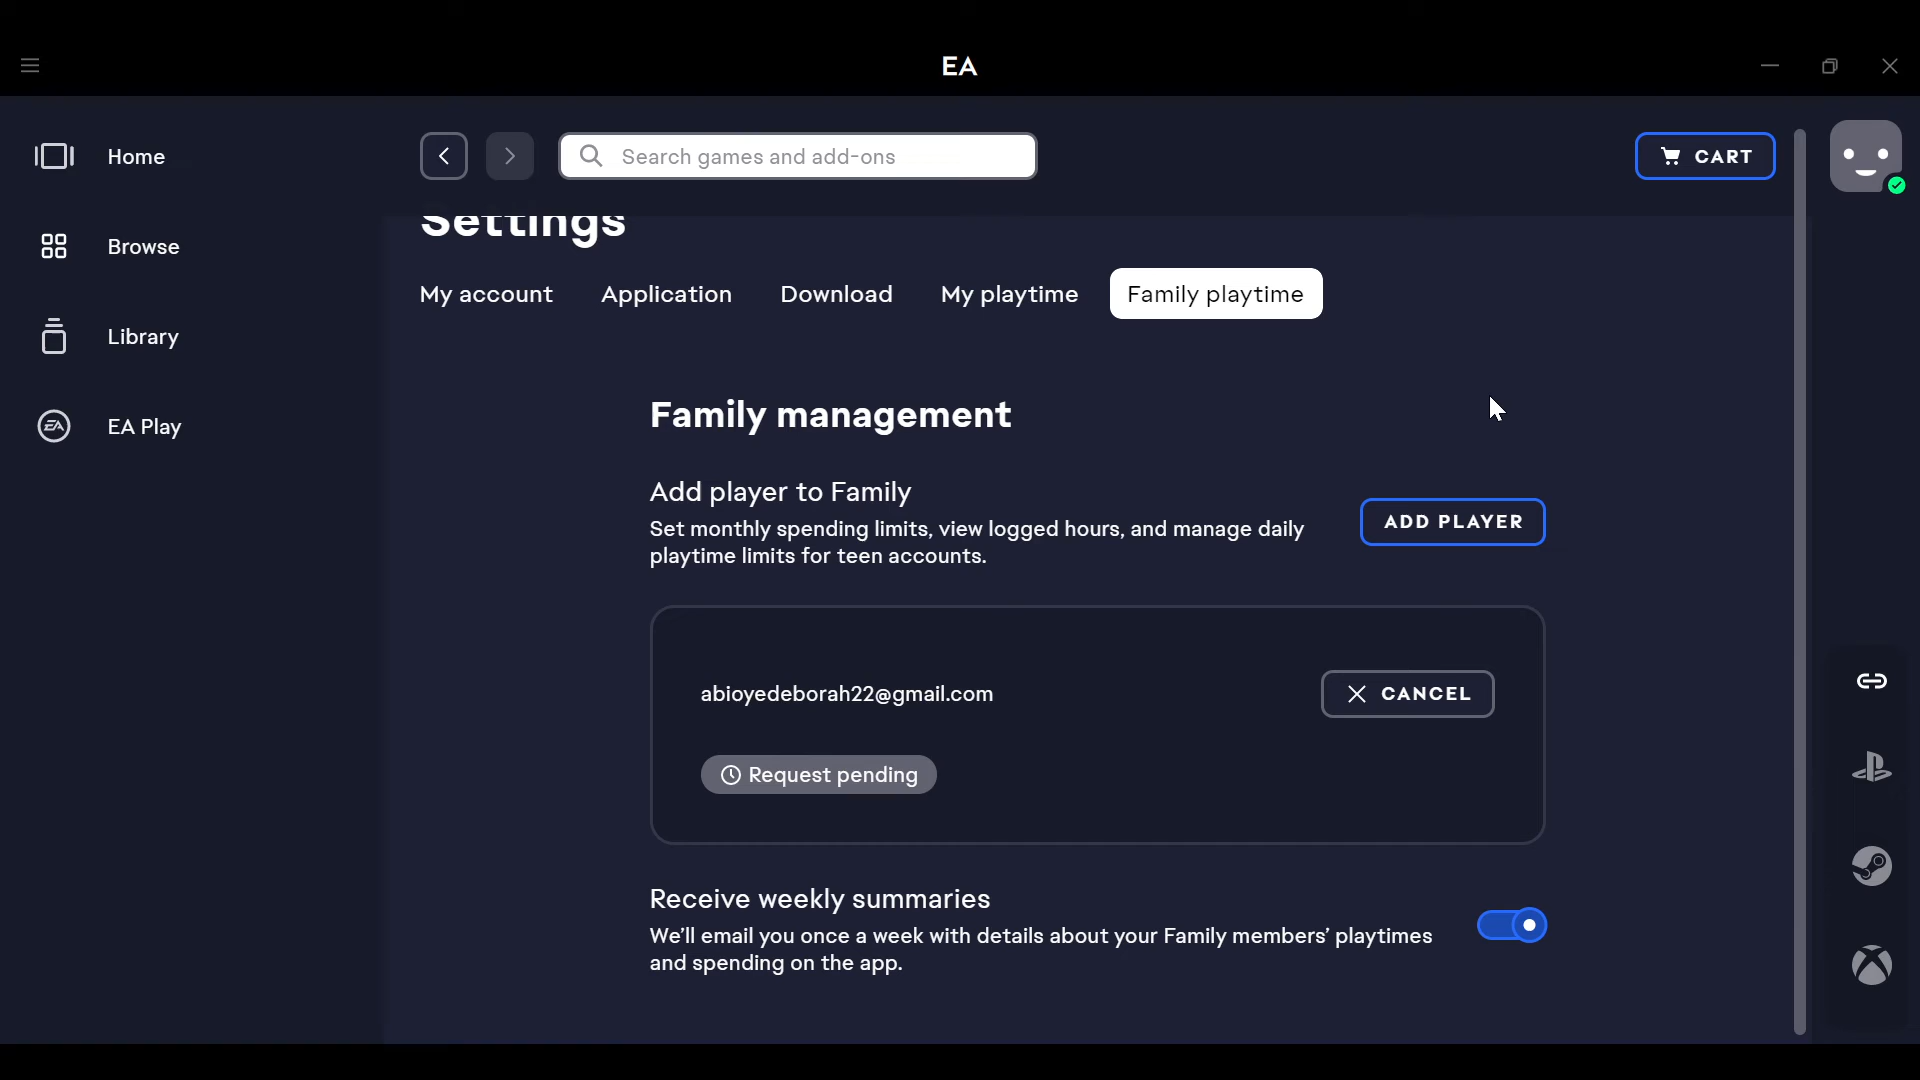 EA
Home
Search games and add-ons
CART
Settings
Browse
My account
Application
Download
My playtime
Family playtime
Library
EA Play
Family management
Add player to Family
Set monthly spending limits, view logged hours, and manage daily
playtime limits for teen accounts.
ADD PLAYER
abioyedeborah22@gmail.com
CANCEL
Request pending
Receive weekly summaries
We'll email you once a week with details about your Family members' playtimes
and spending on the app.